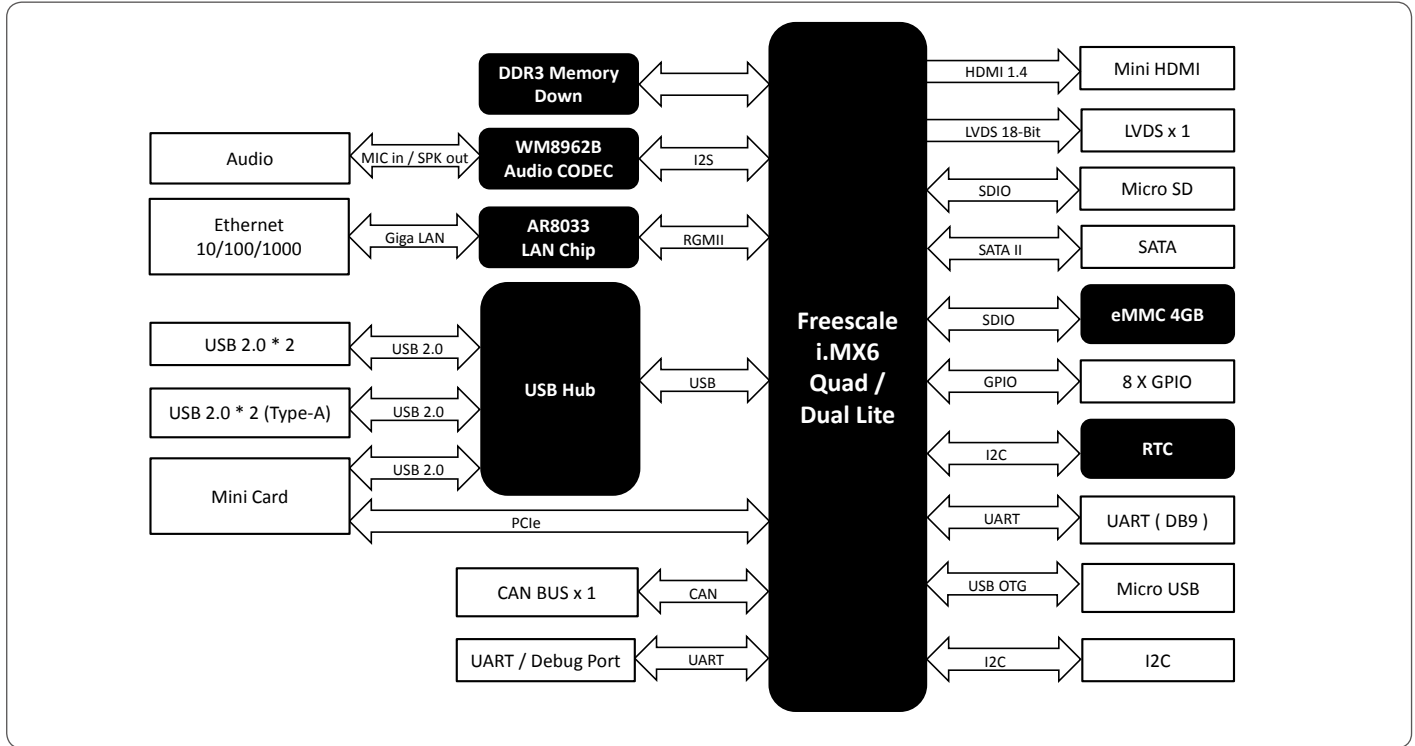 DDR3 Memory
Down
Audio
MIC in / SPK out
WM8962B
Audio CODEC
I2S
Ethernet
10/100/1000
Giga LAN
AR8033
LAN Chip
RGMII
USB 2.0 * 2
USB 2.0
USB 2.0 * 2 (Type-A)
USB 2.0
Mini Card
USB 2.0
USB Hub
USB
PCIe
CAN BUS x 1
CAN
UART / Debug Port
UART
Freescale
i.MX6
Quad /
Dual Lite
HDMI 1.4
Mini HDMI
LVDS 18-Bit
LVDS x 1
SDIO
Micro SD
SATA II
SATA
SDIO
eMMC 4GB
GPIO
8 X GPIO
I2C
RTC
UART
UART ( DB9 )
USB OTG
Micro USB
I2C
I2C